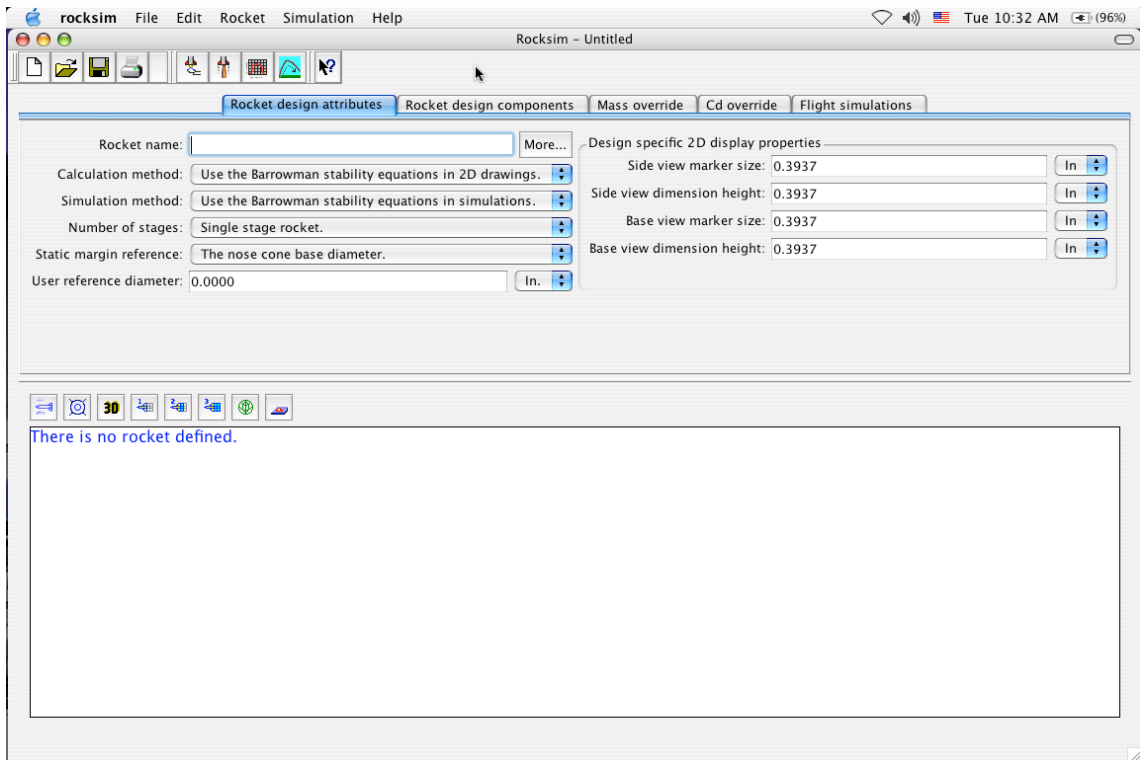 rocksim File Edit Rocket Simulation Help Tue 10:32 AM (96%)
Rocksim – Untitled
Rocket design attributes Rocket design components Mass override Cd override Flight simulations
Rocket name: More...
Calculation method: Use the Barrowman stability equations in 2D drawings.
Simulation method: Use the Barrowman stability equations in simulations.
Number of stages: Single stage rocket.
Static margin reference: The nose cone base diameter.
User reference diameter: 0.0000 In.
Design specific 2D display properties
Side view marker size: 0.3937 In
Side view dimension height: 0.3937 In
Base view marker size: 0.3937 In
Base view dimension height: 0.3937 In
3D 1 2 3
There is no rocket defined.